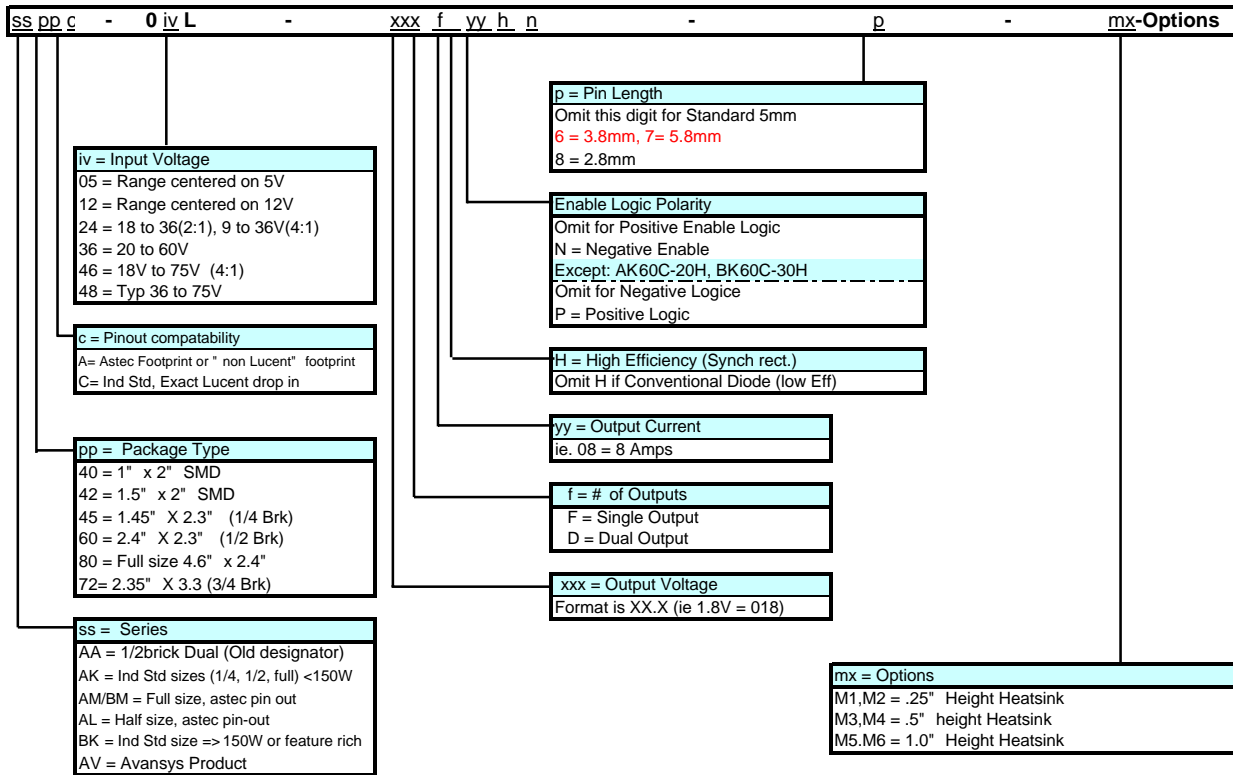 ss pp c - 0 iv L - xxx f yy h n - p - mx-Options
p = Pin Length
Omit this digit for Standard 5mm
6 = 3.8mm, 7= 5.8mm
8 = 2.8mm
iv = Input Voltage
05 = Range centered on 5V
12 = Range centered on 12V
24 = 18 to 36(2:1), 9 to 36V(4:1)
36 = 20 to 60V
46 = 18V to 75V (4:1)
48 = Typ 36 to 75V
Enable Logic Polarity
Omit for Positive Enable Logic
N = Negative Enable
Except: AK60C-20H, BK60C-30H
Omit for Negative Logice
P = Positive Logic
c = Pinout compatability
A= Astec Footprint or " non Lucent" footprint
C= Ind Std, Exact Lucent drop in
H = High Efficiency (Synch rect.)
Omit H if Conventional Diode (low Eff)
yy = Output Current
ie. 08 = 8 Amps
pp = Package Type
40 = 1" x 2" SMD
42 = 1.5" x 2" SMD
45 = 1.45" X 2.3" (1/4 Brk)
60 = 2.4" X 2.3" (1/2 Brk)
80 = Full size 4.6" x 2.4"
72= 2.35" X 3.3 (3/4 Brk)
f = # of Outputs
F = Single Output
D = Dual Output
xxx = Output Voltage
Format is XX.X (ie 1.8V = 018)
ss = Series
AA = 1/2brick Dual (Old designator)
AK = Ind Std sizes (1/4, 1/2, full) <150W
AM/BM = Full size, astec pin out
AL = Half size, astec pin-out
BK = Ind Std size => 150W or feature rich
AV = Avansys Product
mx = Options
M1,M2 = .25" Height Heatsink
M3,M4 = .5" height Heatsink
M5.M6 = 1.0" Height Heatsink